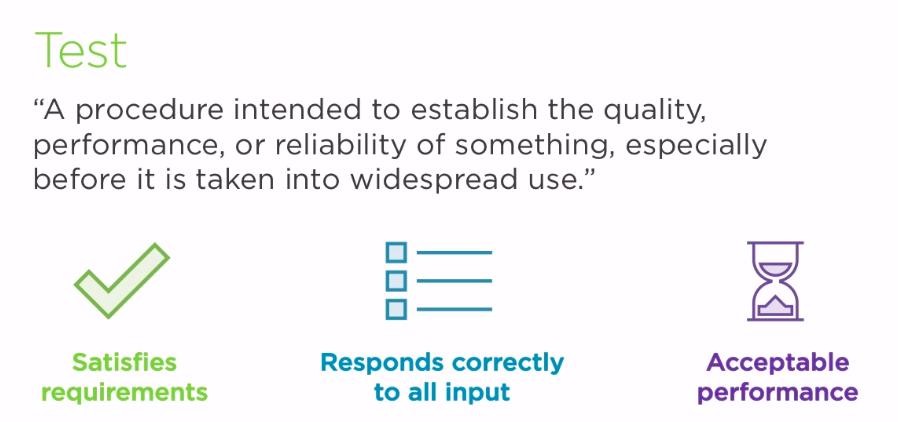 Test
“A procedure intended to establish the quality,
performance, or reliability of something, especially
before it is taken into widespread use.”
Satisfies
requirements
Responds correctly
to all input
Acceptable
performance